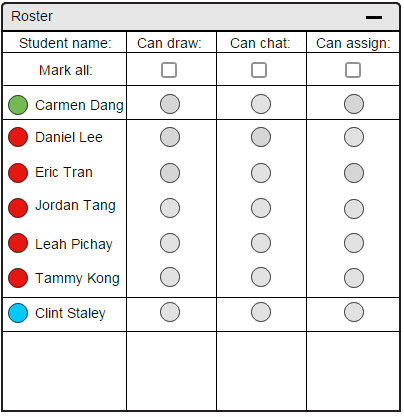 Roster
Student name: Can draw: Can chat: Can assign:
Mark all:
Carmen Dang
Daniel Lee
Eric Tran
Jordan Tang
Leah Pichay
Tammy Kong
Clint Staley